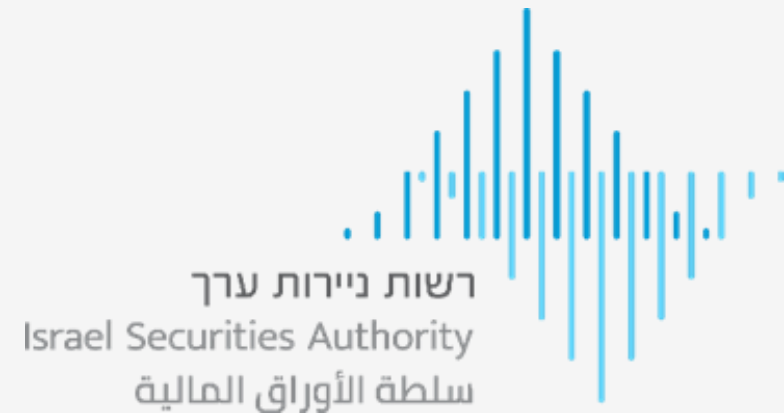 רשות ניירות ערך
Israel Securities Authority
سلطة الأوراق المالية